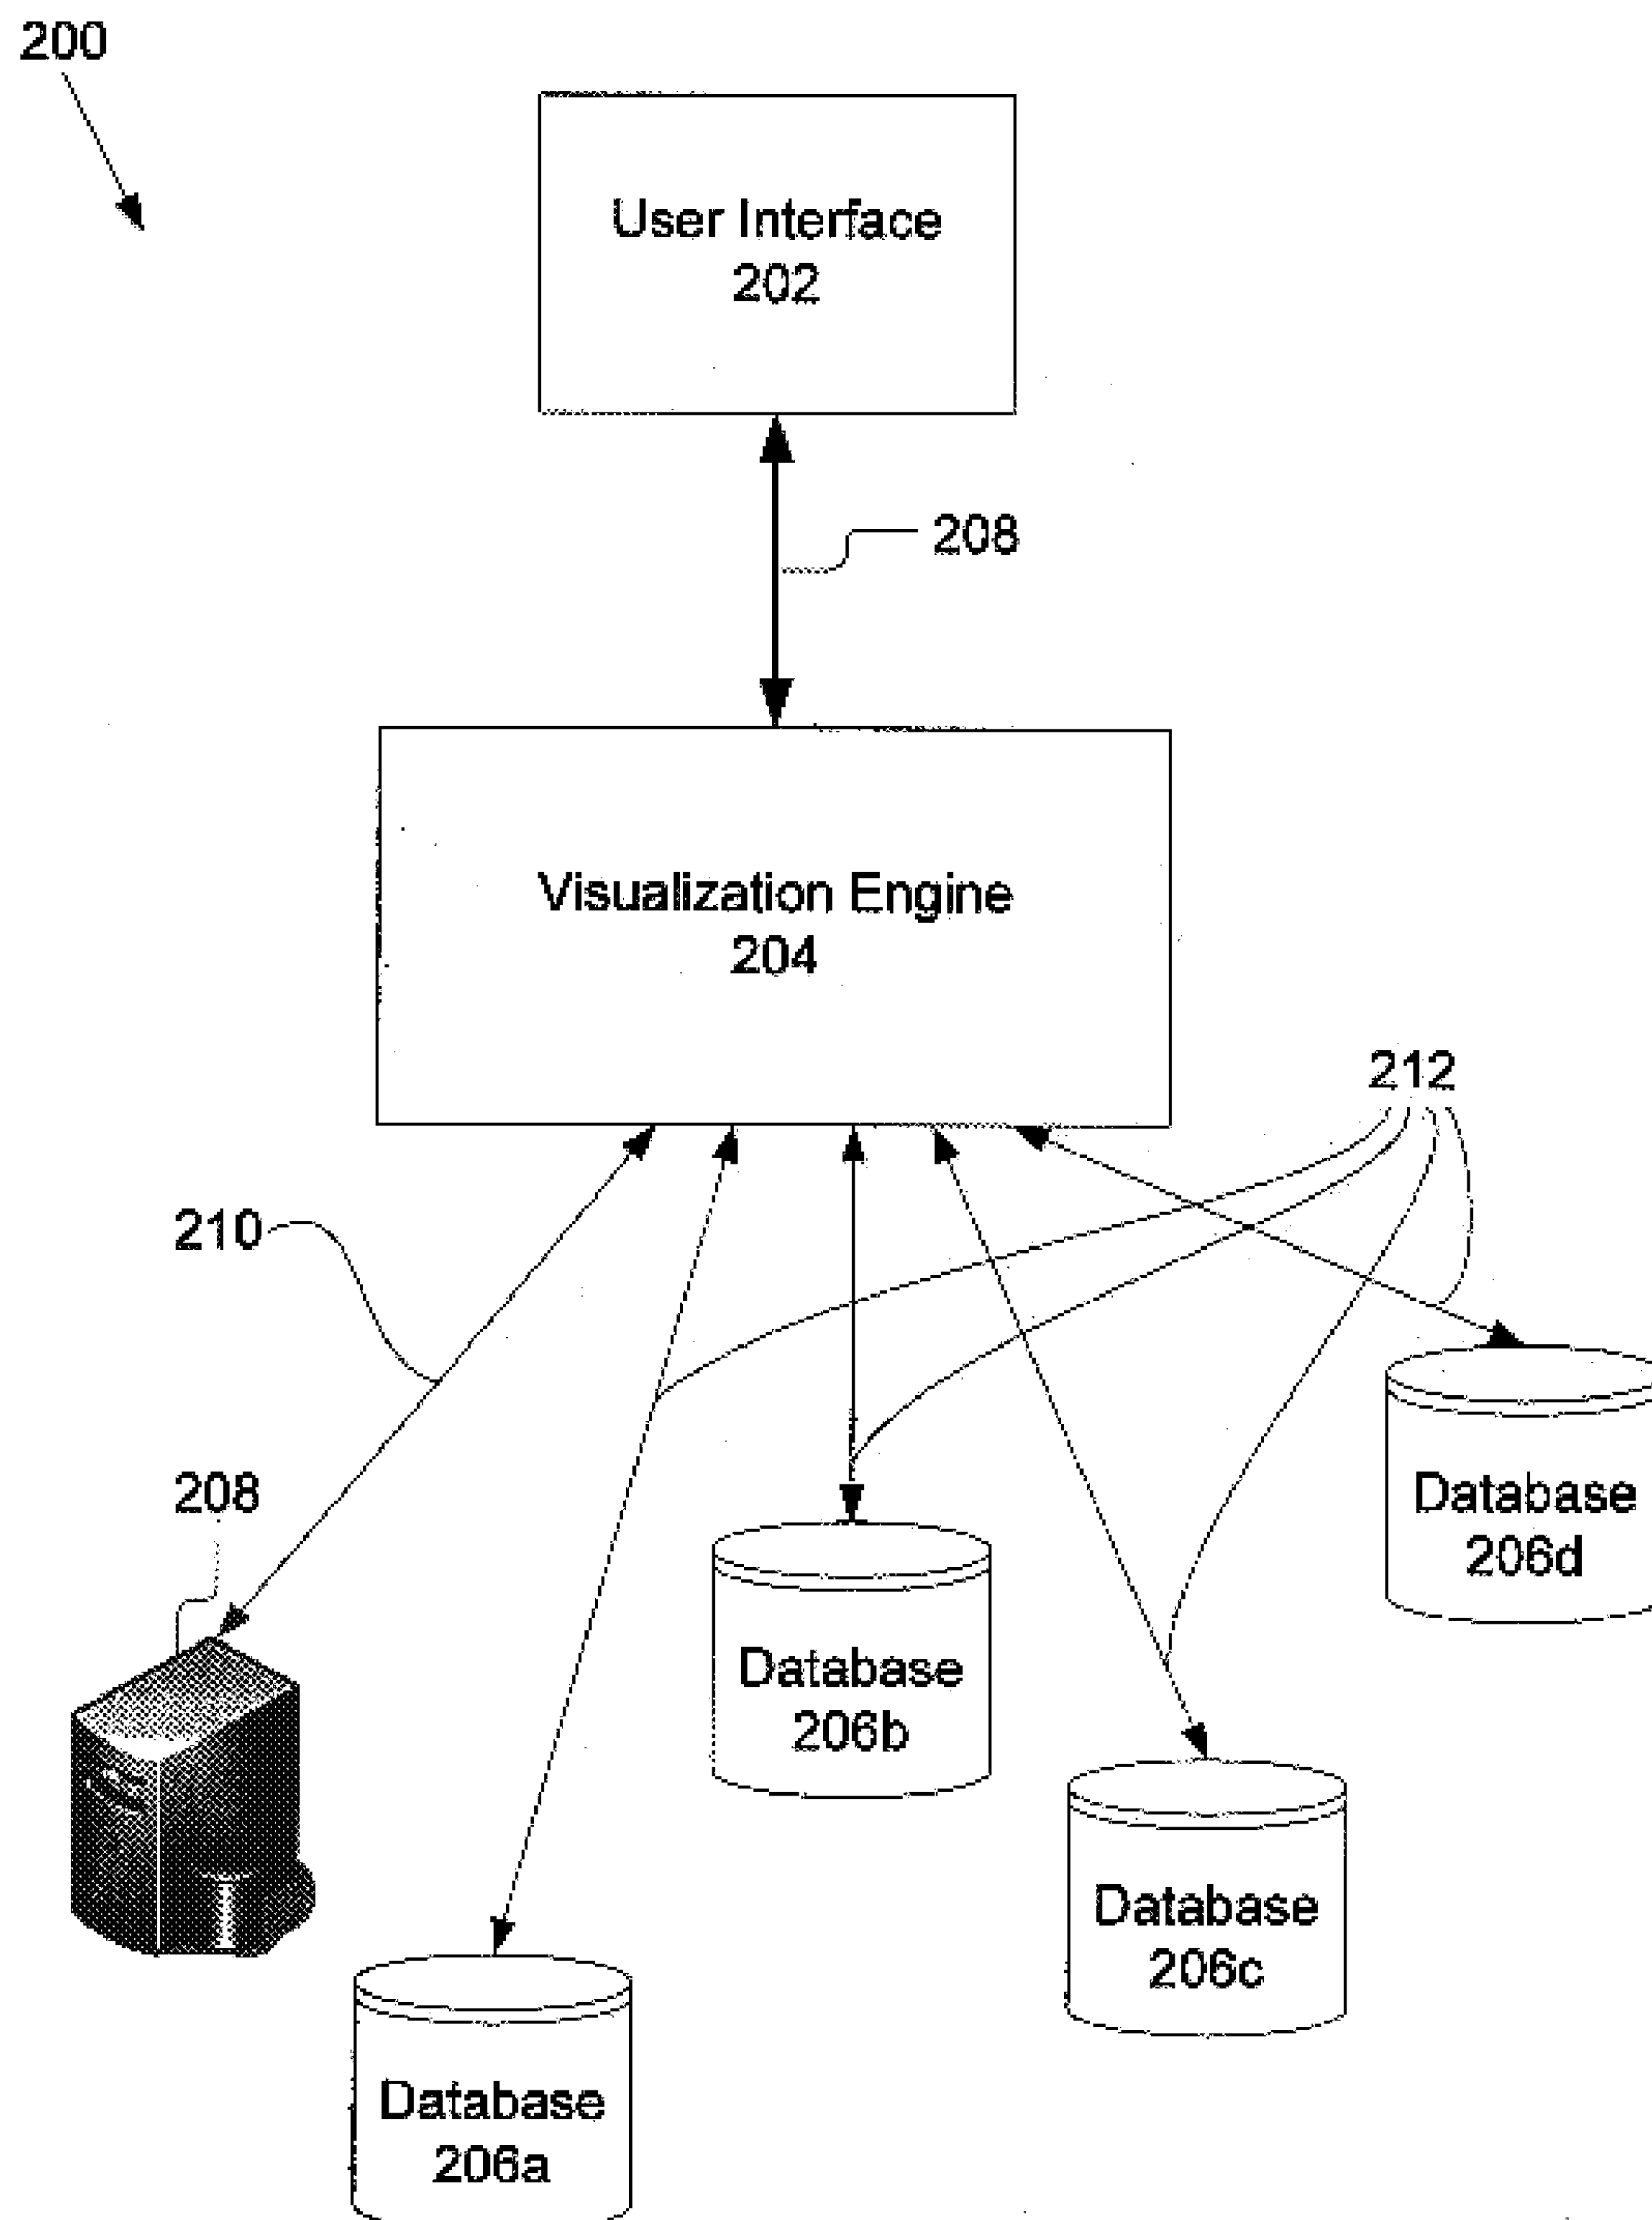 200
User Interface
202
208
Visualization Engine
204
212
210
208
Database
206d
Database
206b
Database
206c
Database
206a